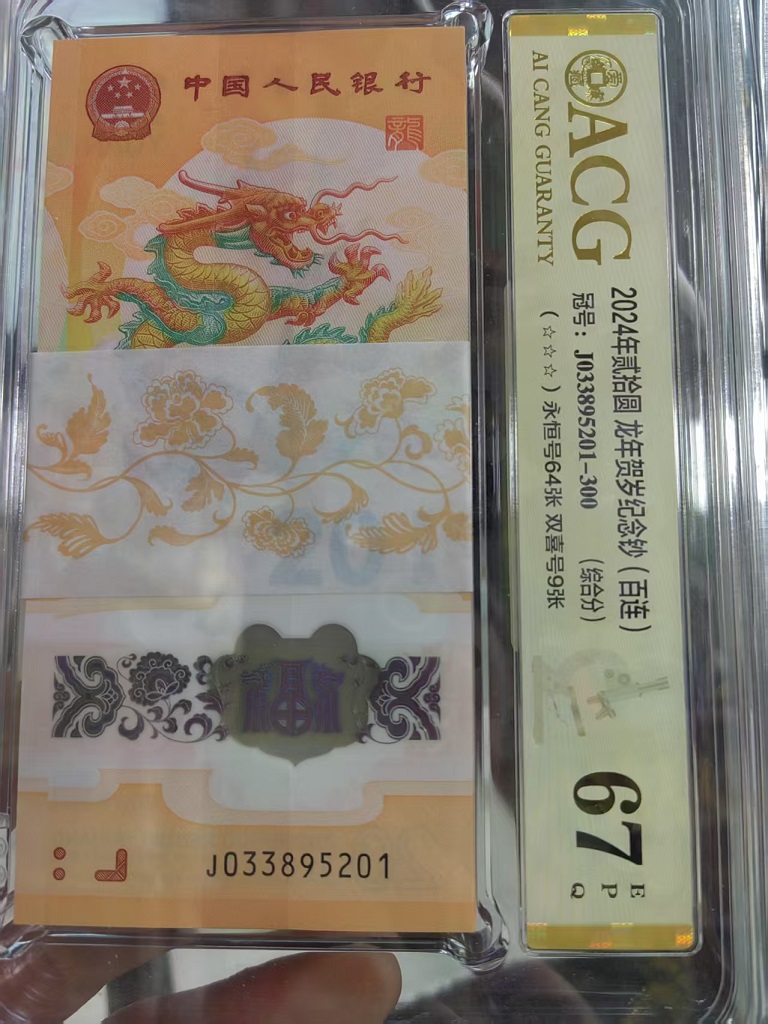 中国人民银行
龍
20
J033895201
ACG
AI CANG GUARANTY
2024年贰拾圆 龙年贺岁纪念钞（百连）
冠号：J033895201-300 （综合分）
（☆☆☆）永恒号64张 双喜号9张
67
E
P
Q